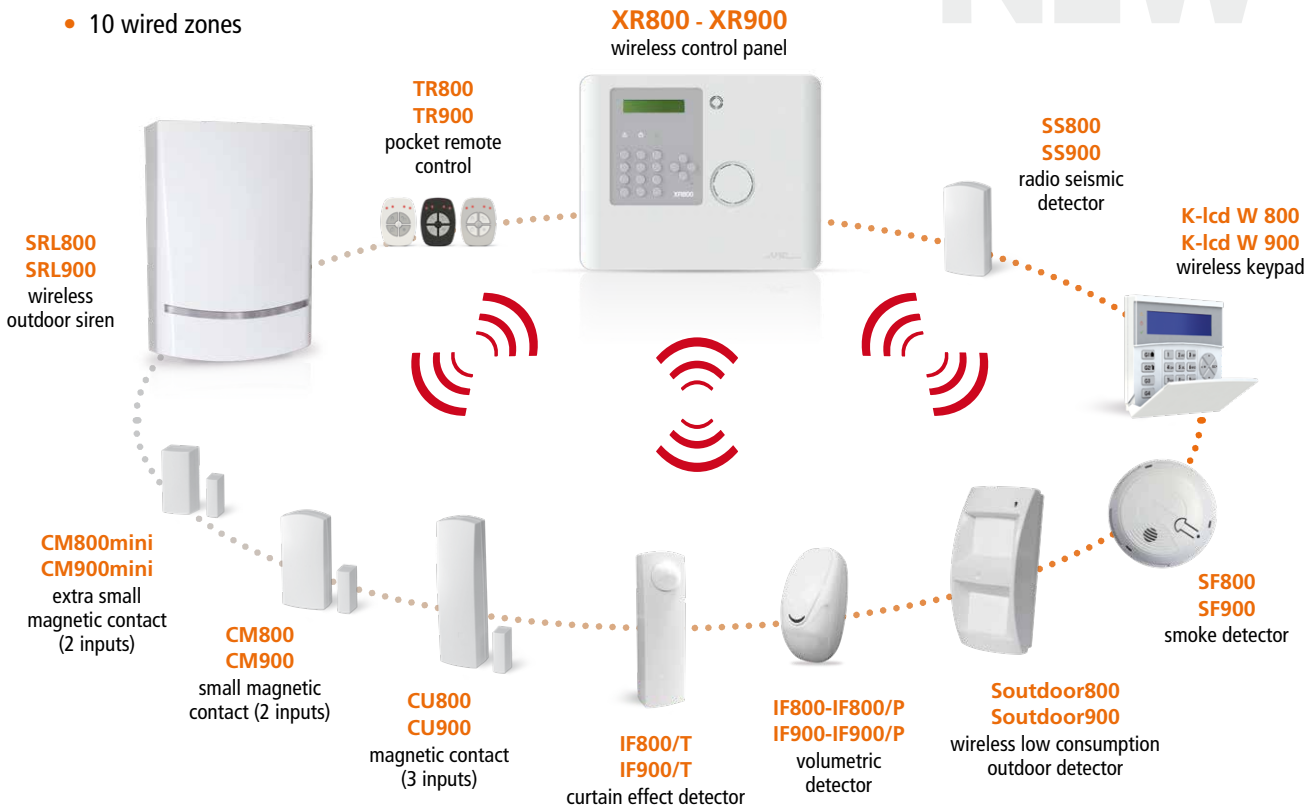 NEW
• 10 wired zones
XR800 - XR900
wireless control panel
TR800
TR900
pocket remote
control
SS800
SS900
radio seismic
detector
K-lcd W 800
K-lcd W 900
wireless keypad
SRL800
SRL900
wireless
outdoor siren
XR800
CM800mini
CM900mini
extra small
magnetic contact
(2 inputs)
CM800
CM900
small magnetic
contact (2 inputs)
CU800
CU900
magnetic contact
(3 inputs)
IF800/T
IF900/T
curtain effect detector
IF800-IF800/P
IF900-IF900/P
volumetric
detector
Soutdoor800
Soutdoor900
wireless low consumption
outdoor detector
SF800
SF900
smoke detector